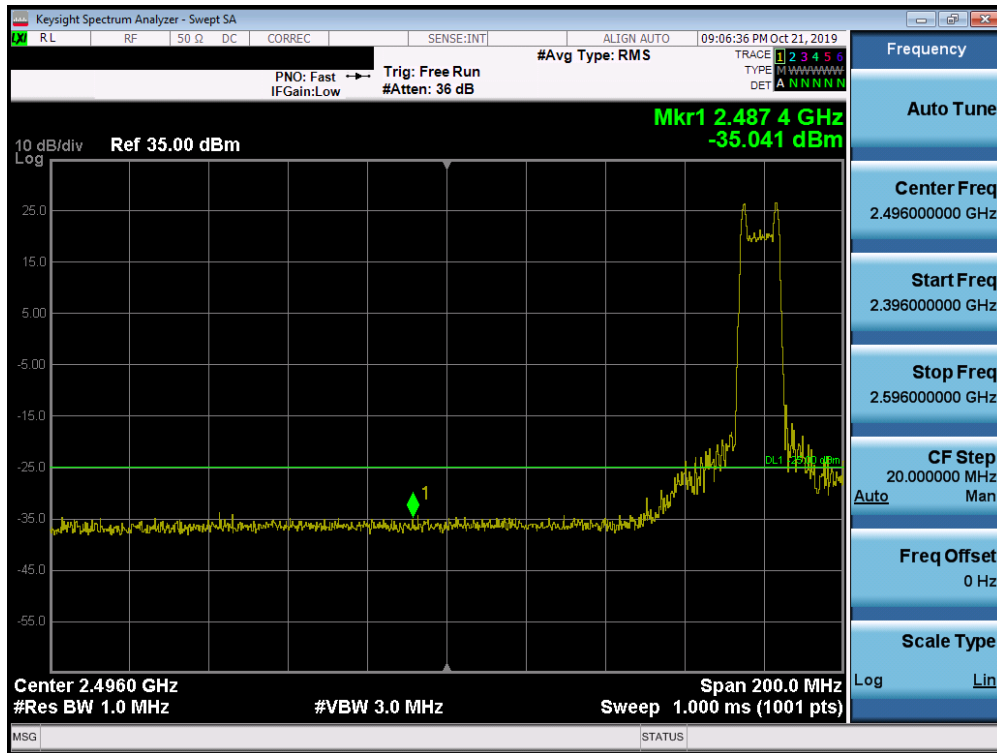 Keysight Spectrum Analyzer - Swept SA
LXI RL RF 50 Ω DC CORREC SENSE:INT ALIGN AUTO 09:06:36 PM Oct 21, 2019
#Avg Type: RMS
TRACE 1 2 3 4 5 6
PNO: Fast Trig: Free Run
TYPE M WWWWW
IFGain:Low #Atten: 36 dB
DET A N N N N N
Mkr1 2.487 4 GHz
-35.041 dBm
10 dB/div Ref 35.00 dBm
Log
25.0
15.0
5.00
-5.00
-15.0
-25.0
DL1 -25.00 dBm
1
-35.0
-45.0
-55.0
Center 2.4960 GHz Span 200.0 MHz
#Res BW 1.0 MHz #VBW 3.0 MHz Sweep 1.000 ms (1001 pts)
MSG STATUS
Frequency
Auto Tune
Center Freq
2.496000000 GHz
Start Freq
2.396000000 GHz
Stop Freq
2.596000000 GHz
CF Step
20.000000 MHz
Auto Man
Freq Offset
0 Hz
Scale Type
Log Lin